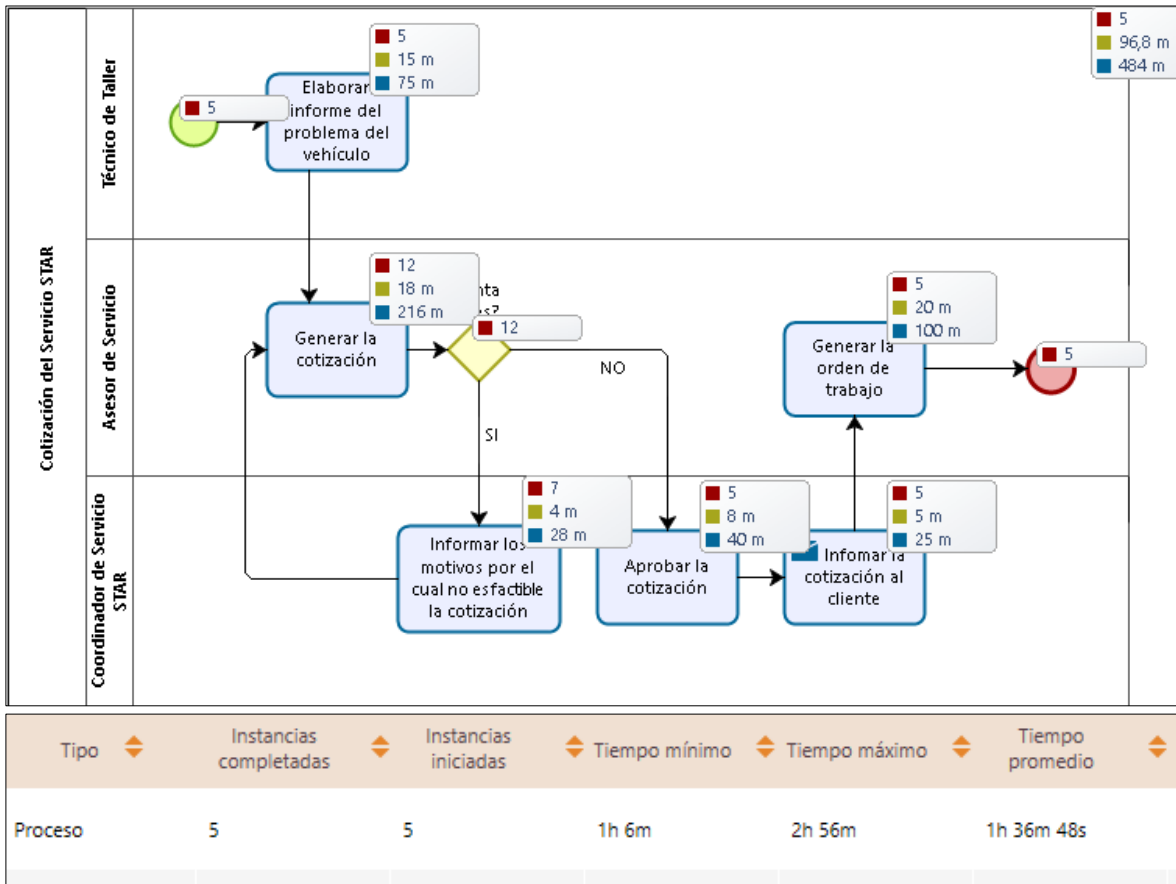 Cotización del Servicio STAR
Técnico de Taller
5
5
15 m
75 m
Elaborar
informe del
problema del
vehículo
5
96,8 m
484 m
Asesor de Servicio
12
18 m
216 m
Generar la
cotización
12
NO
SI
5
20 m
100 m
Generar la
orden de
trabajo
5
Coordinador de Servicio
STAR
7
4 m
28 m
Informar los
motivos por el
cual no es factible
la cotización
5
8 m
40 m
Aprobar la
cotización
5
5 m
25 m
Infomar la
cotización al
cliente
Tipo
Instancias
completadas
Instancias
iniciadas
Tiempo mínimo
Tiempo máximo
Tiempo
promedio
Proceso
5
5
1h 6m
2h 56m
1h 36m 48s